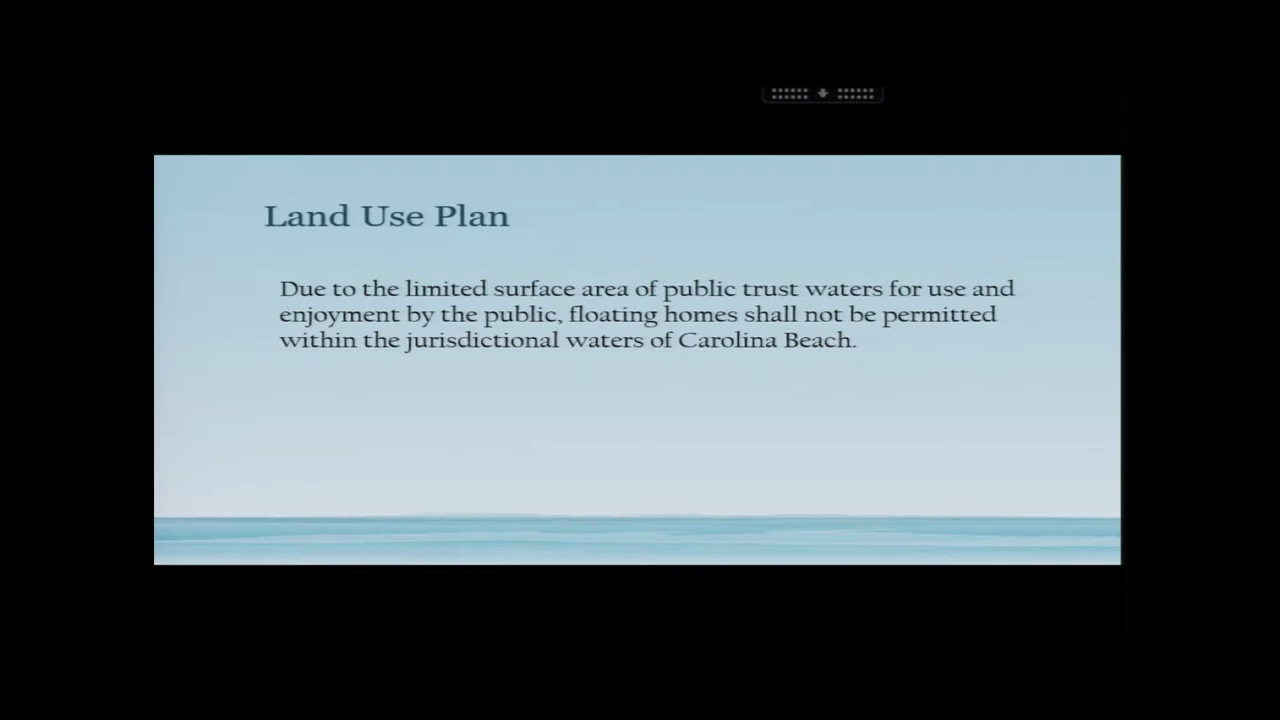 Land Use Plan
Due to the limited surface area of public trust waters for use and
enjoyment by the public, floating homes shall not be permitted
within the jurisdictional waters of Carolina Beach.